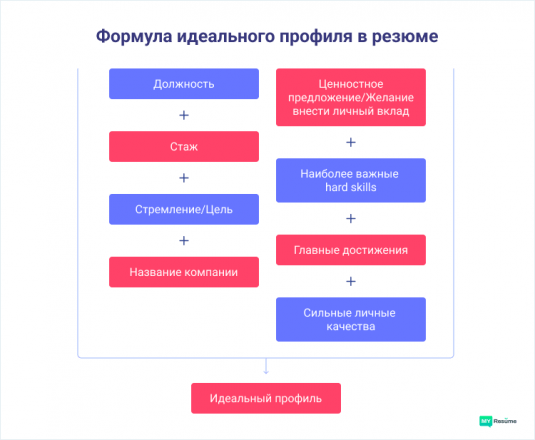 Формула идеального профиля в резюме
Должность
+
Стаж
+
Стремление/Цель
+
Название компании
Ценностное
предложение/Желание
внести личный вклад
+
Наиболее важные
hard skills
+
Главные достижения
+
Сильные личные
качества
Идеальный профиль
MY Resume